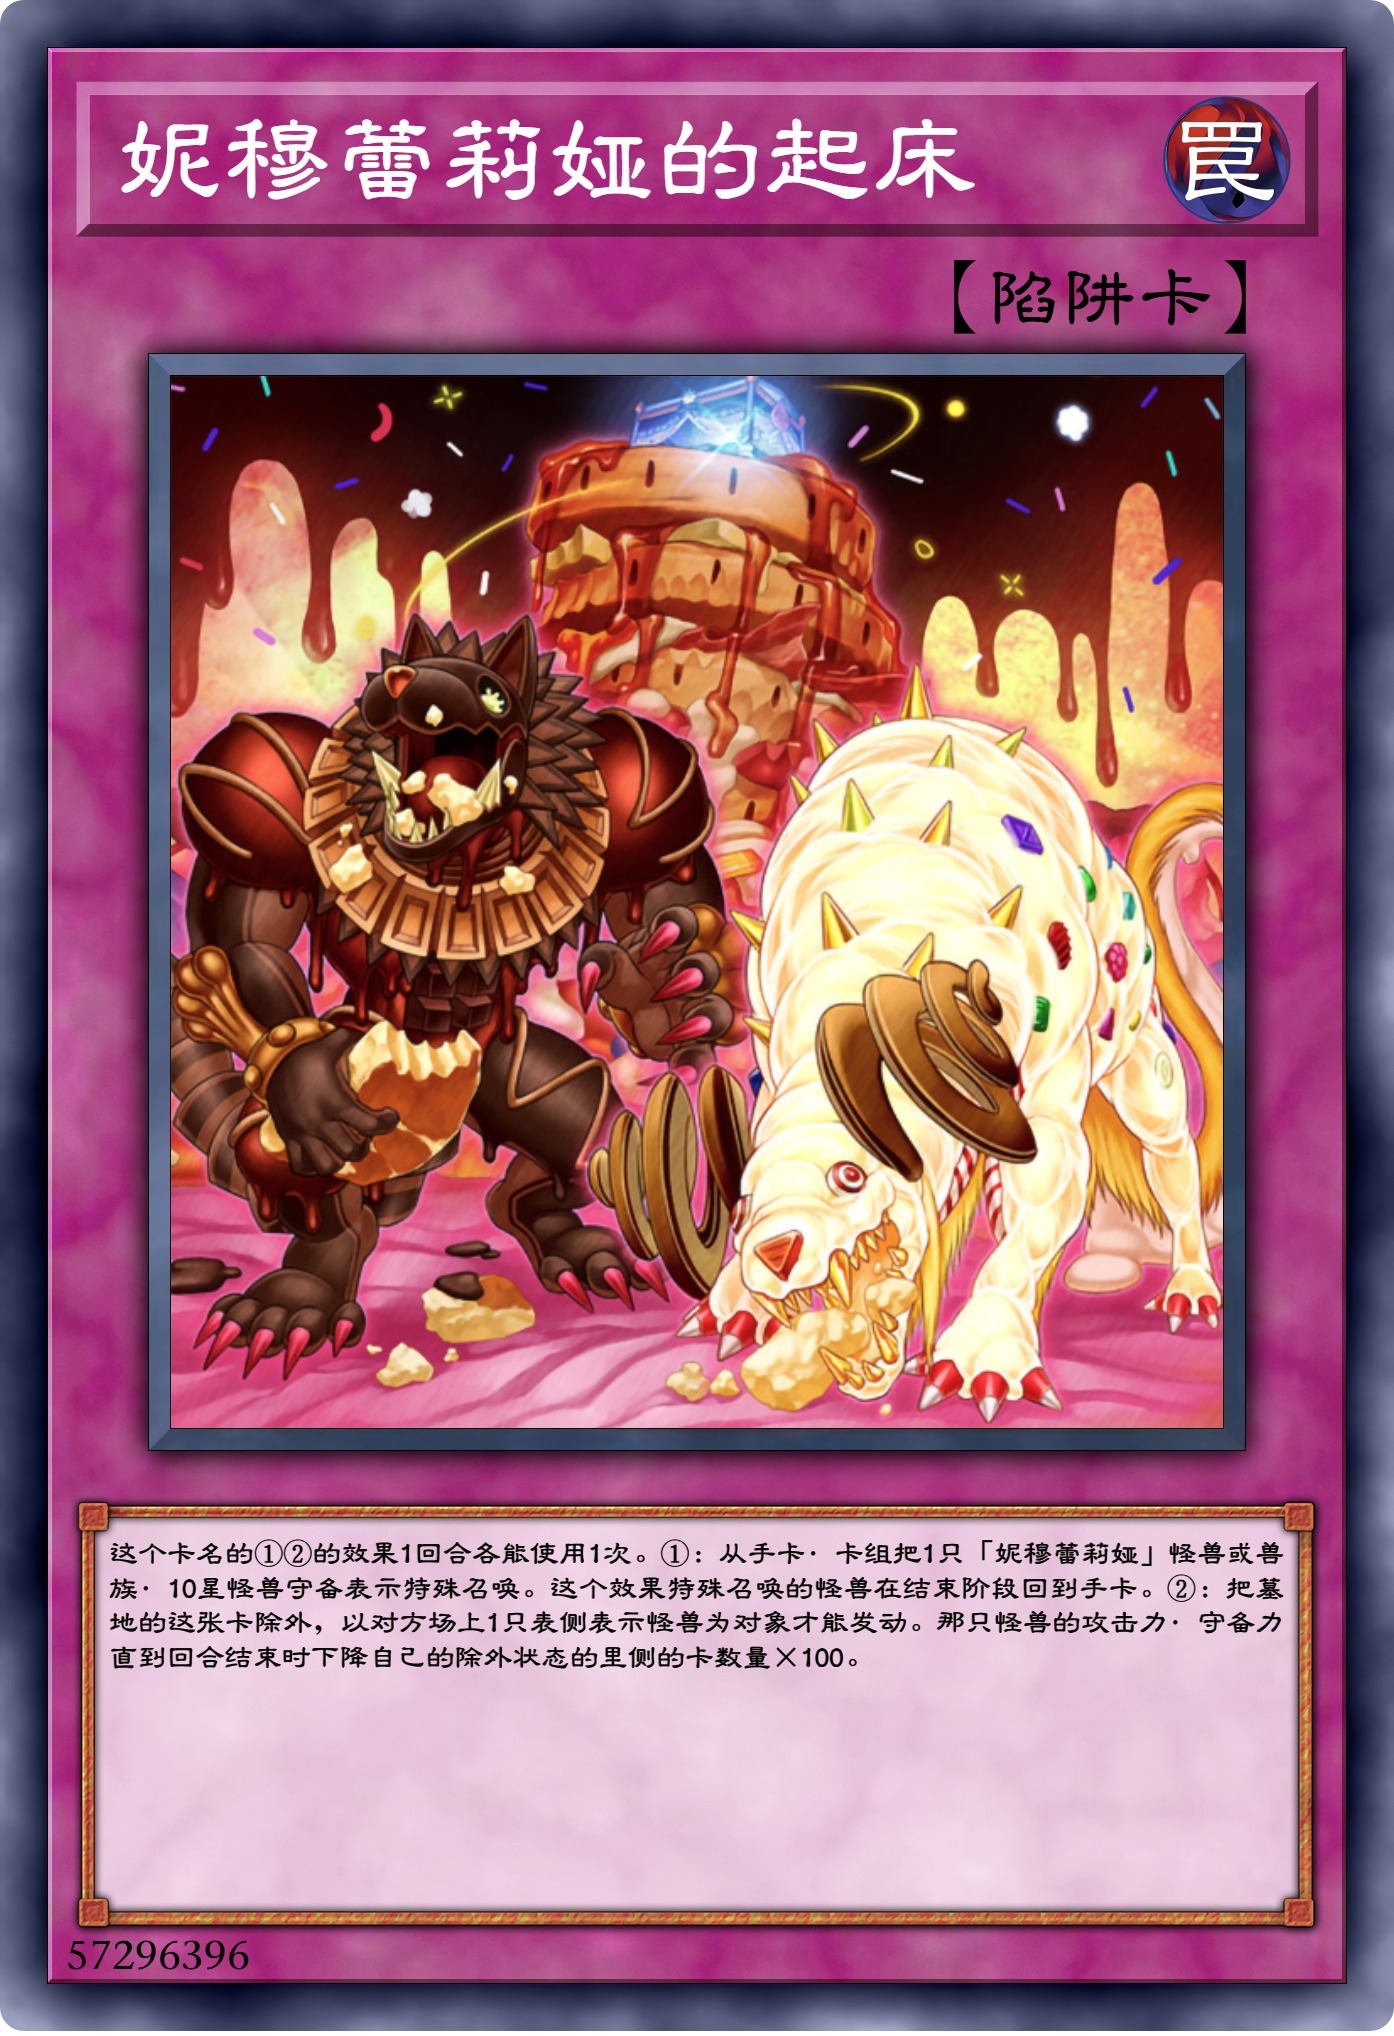 妮穆蕾莉娅的起床
罠
【陷阱卡】
这个卡名的①②的效果1回合各能使用1次。①：从手卡·卡组把1只「妮穆蕾莉娅」怪兽或兽
族·10星怪兽守备表示特殊召唤。这个效果特殊召唤的怪兽在结束阶段回到手卡。②：把墓
地的这张卡除外，以对方场上1只表侧表示怪兽为对象才能发动。那只怪兽的攻击力·守备力
直到回合结束时下降自己的除外状态的里侧的卡数量×100。
57296396